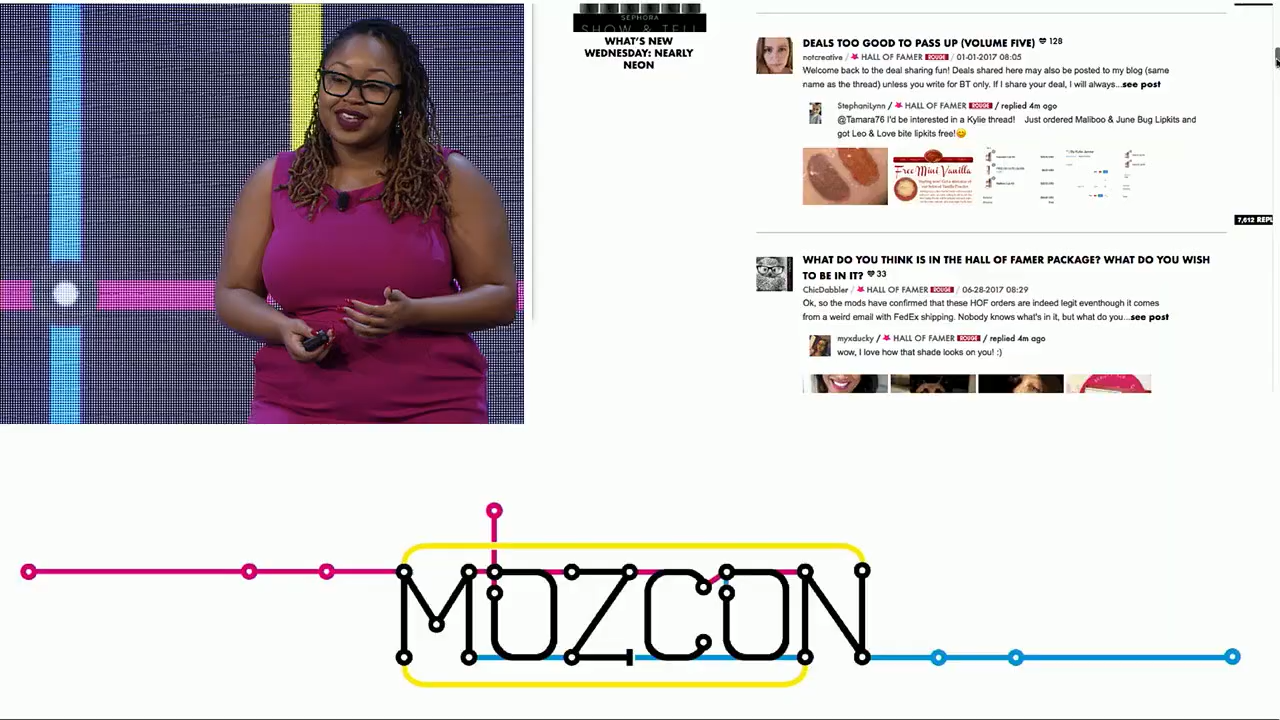 SEPHORA
SHOW & TELL
WHAT'S NEW
WEDNESDAY: NEARLY
NEON
DEALS TOO GOOD TO PASS UP (VOLUME FIVE) 128
notcreative / HALL OF FAMER ROUGE / 01-01-2017 08:05
Welcome back to the deal sharing fun! Deals shared here may also be posted to my blog (same
name as the thread) unless you write for BT only. If I share your deal, I will always...see post
StephaniLynn / HALL OF FAMER ROUGE / replied 4m ago
@Tamara76 I'd be interested in a Kylie thread! Just ordered Maliboo & June Bug Lipkits and
got Leo & Love bite lipkits free!😊
Free Mini Vanilla
7,612 REPL
WHAT DO YOU THINK IS IN THE HALL OF FAMER PACKAGE? WHAT DO YOU WISH
TO BE IN IT? 33
ChicDabbler / HALL OF FAMER ROUGE / 06-28-2017 08:29
Ok, so the mods have confirmed that these HOF orders are indeed legit eventhough it comes
from a weird email with FedEx shipping. Nobody knows what's in it, but what do you...see post
myxducky / HALL OF FAMER ROUGE / replied 4m ago
wow, I love how that shade looks on you! :)
MOZCON